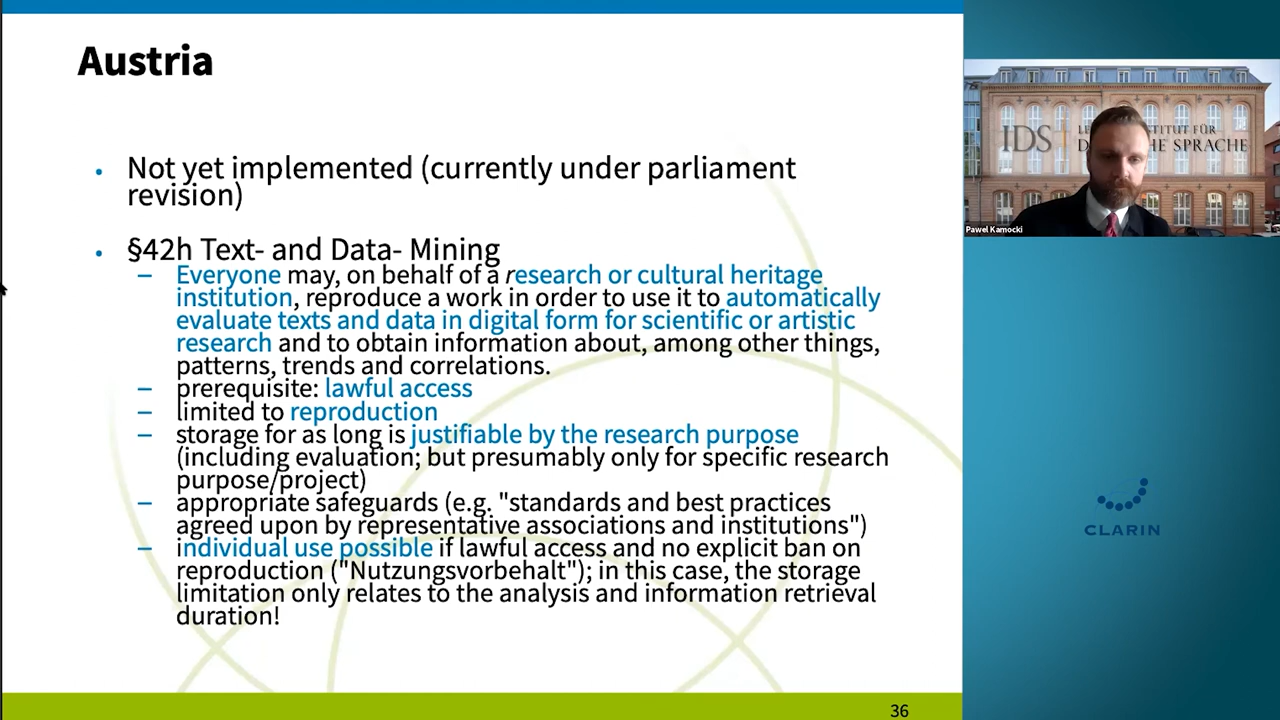 Austria
• Not yet implemented (currently under parliament
revision)
• §42h Text- and Data- Mining
– Everyone may, on behalf of a research or cultural heritage
institution, reproduce a work in order to use it to automatically
evaluate texts and data in digital form for scientific or artistic
research and to obtain information about, among other things,
patterns, trends and correlations.
– prerequisite: lawful access
– limited to reproduction
– storage for as long is justifiable by the research purpose
(including evaluation; but presumably only for specific research
purpose/project)
– appropriate safeguards (e.g. "standards and best practices
agreed upon by representative associations and institutions")
– individual use possible if lawful access and no explicit ban on
reproduction ("Nutzungsvorbehalt"); in this case, the storage
limitation only relates to the analysis and information retrieval
duration!
36
IDS
TITUT FÜR
HE SPRACHE
Pawel Kamocki
CLARIN